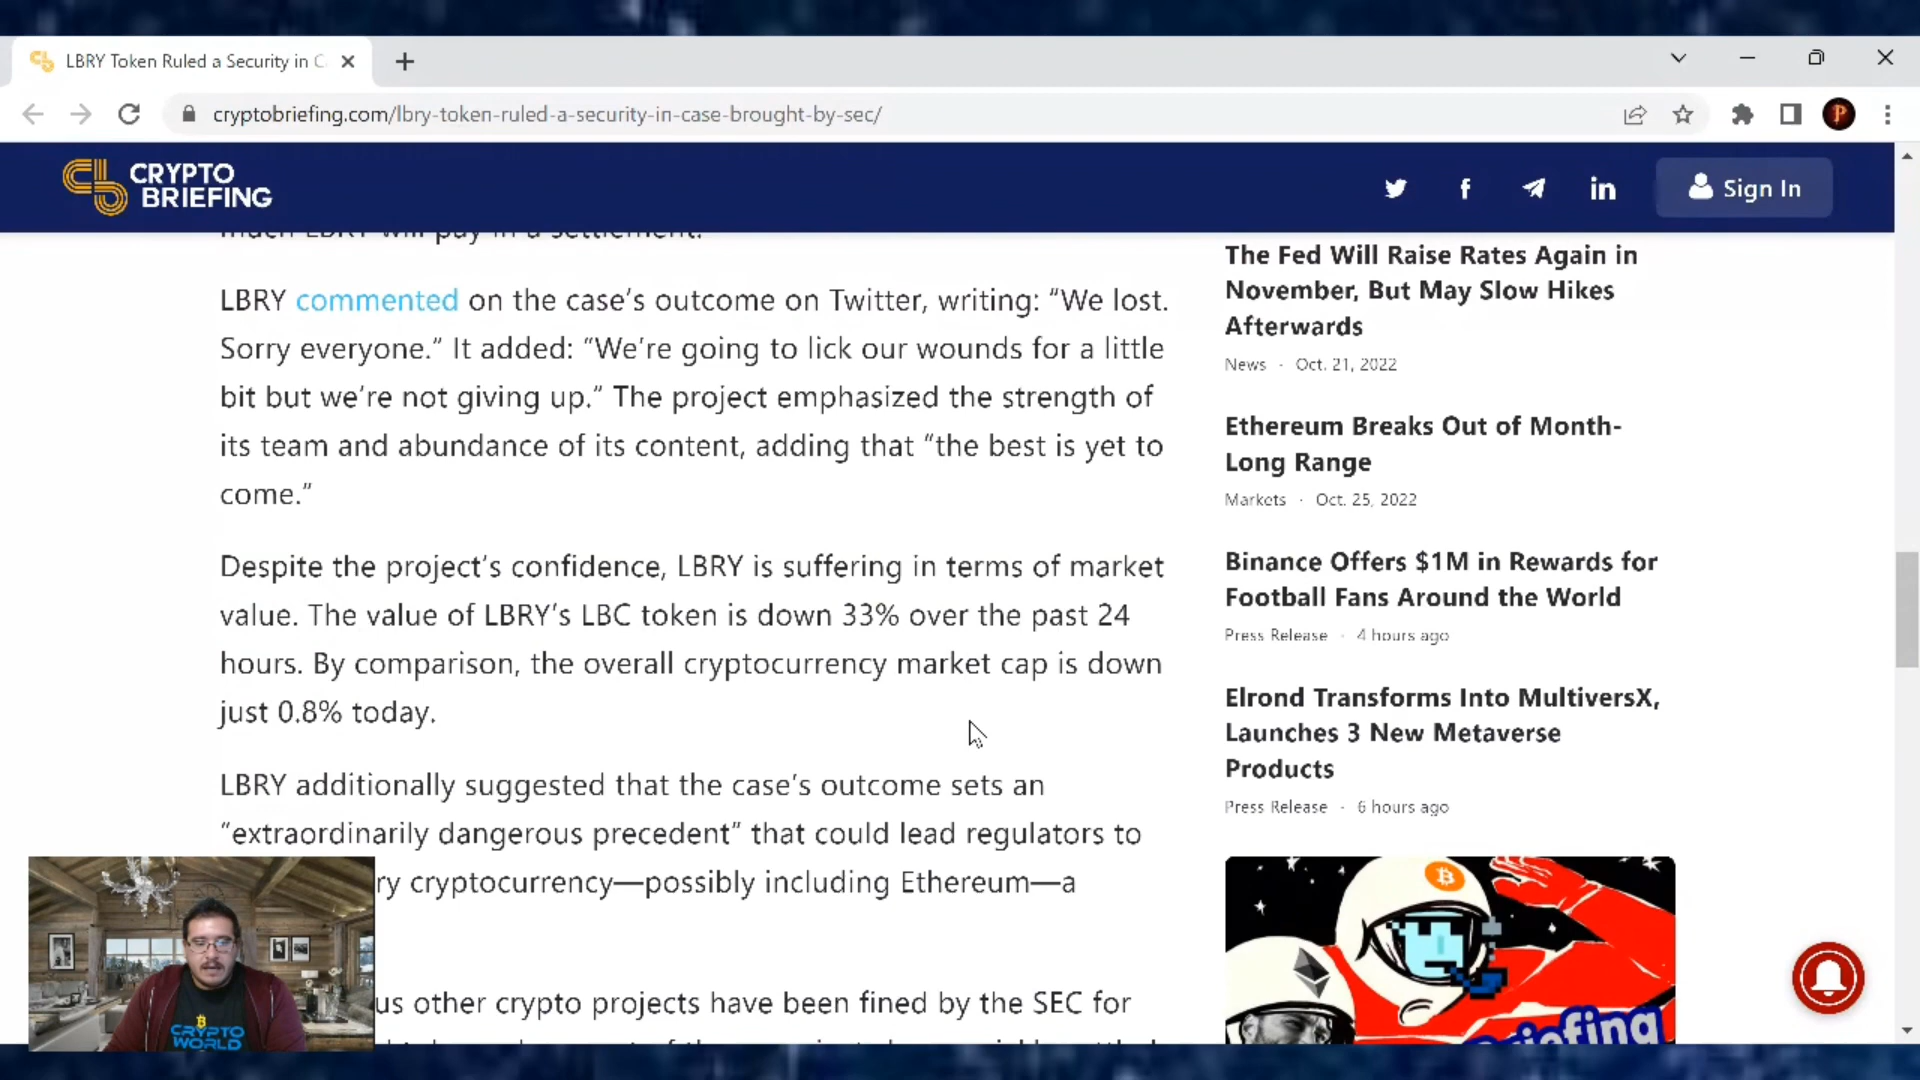 LBRY Token Ruled a Security in C
cryptobriefing.com/lbry-token-ruled-a-security-in-case-brought-by-sec/
P
CRYPTO
BRIEFING
Sign In
much LBRY will pay in a settlement.
LBRY commented on the case’s outcome on Twitter, writing: “We lost.
Sorry everyone.” It added: “We’re going to lick our wounds for a little
bit but we’re not giving up.” The project emphasized the strength of
its team and abundance of its content, adding that “the best is yet to
come.”
Despite the project’s confidence, LBRY is suffering in terms of market
value. The value of LBRY’s LBC token is down 33% over the past 24
hours. By comparison, the overall cryptocurrency market cap is down
just 0.8% today.
LBRY additionally suggested that the case’s outcome sets an
“extraordinarily dangerous precedent” that could lead regulators to
ry cryptocurrency—possibly including Ethereum—a
us other crypto projects have been fined by the SEC for
The Fed Will Raise Rates Again in
November, But May Slow Hikes
Afterwards
News · Oct. 21, 2022
Ethereum Breaks Out of Month-
Long Range
Markets · Oct. 25, 2022
Binance Offers $1M in Rewards for
Football Fans Around the World
Press Release · 4 hours ago
Elrond Transforms Into MultiversX,
Launches 3 New Metaverse
Products
Press Release · 6 hours ago
Briefing
CRYPTO
WORLD